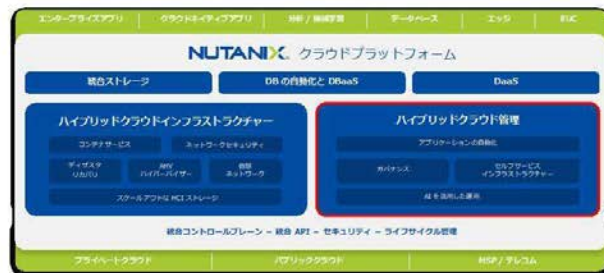 エンタープライズアプリ
クラウドネイティブアプリ
分析 / 機械学習
データベース
エッジ
EUC
NUTANIX クラウドプラットフォーム
統合ストレージ
DB の自動化と DBaaS
DaaS
ハイブリッドクラウドインフラストラクチャー
コンテナサービス
ネットワークセキュリティ
ディザスタ
リカバリ
AHV
ハイパーバイザー
仮想
ネットワーク
スケールアウトな HCI ストレージ
ハイブリッドクラウド管理
アプリケーションの自動化
ガバナンス
セルフサービス
インフラストラクチャー
AI を活用した運用
統合コントロールプレーン – 統合 API – セキュリティ – ライフサイクル管理
プライベートクラウド
パブリッククラウド
MSP / テレコム